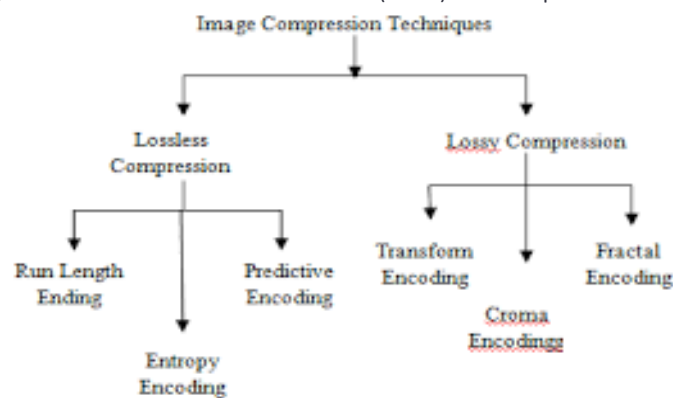 Image Compression Techniques
Lossless
Compression
Lossy Compression
Run Length
Ending
Entropy
Encoding
Predictive
Encoding
Transform
Encoding
Croma
Encodingg
Fractal
Encoding